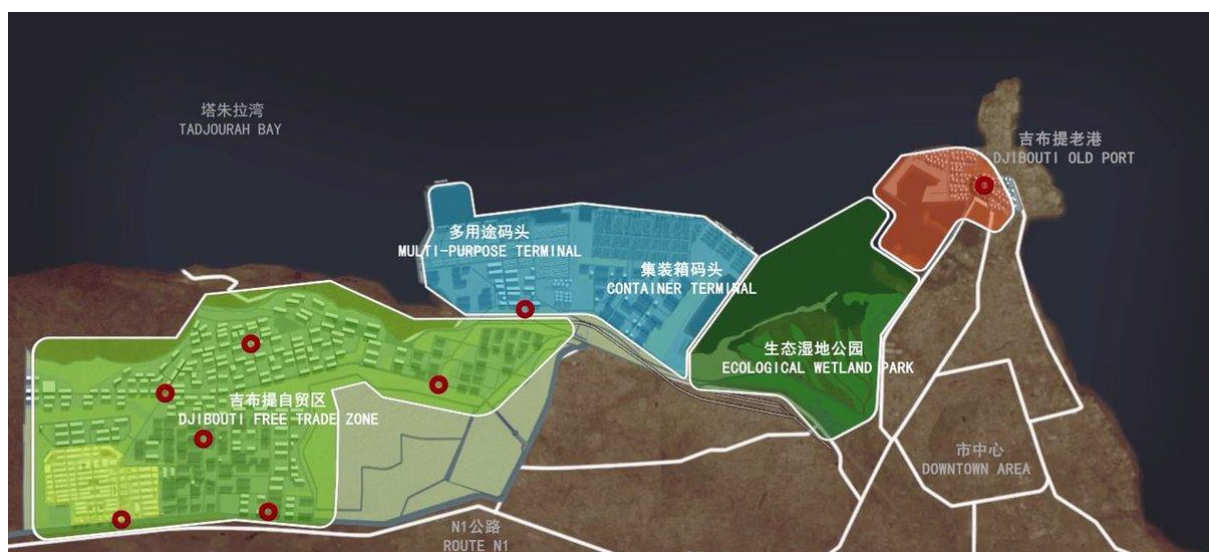 塔朱拉湾
TADJOURAH BAY
吉布提老港
DJIBOUTI OLD PORT
多用途码头
MULTI-PURPOSE TERMINAL
集装箱码头
CONTAINER TERMINAL
生态湿地公园
ECOLOGICAL WETLAND PARK
吉布提自贸区
DJIBOUTI FREE TRADE ZONE
市中心
DOWNTOWN AREA
N1公路
ROUTE N1